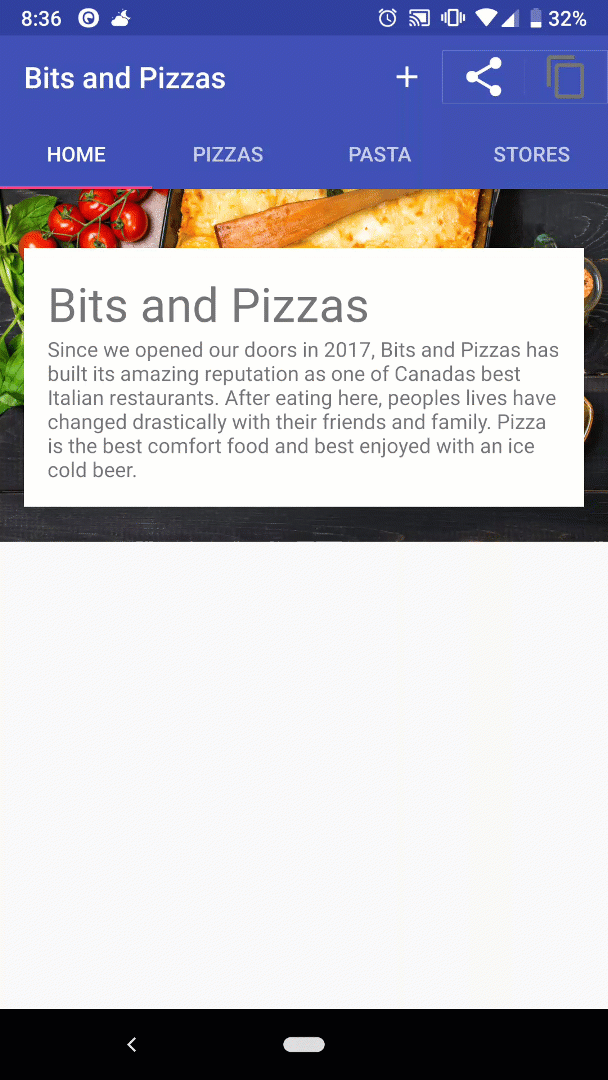 8:36
32%
Bits and Pizzas
HOME PIZZAS PASTA STORES
Bits and Pizzas
Since we opened our doors in 2017, Bits and Pizzas has
built its amazing reputation as one of Canadas best
Italian restaurants. After eating here, peoples lives have
changed drastically with their friends and family. Pizza
is the best comfort food and best enjoyed with an ice
cold beer.